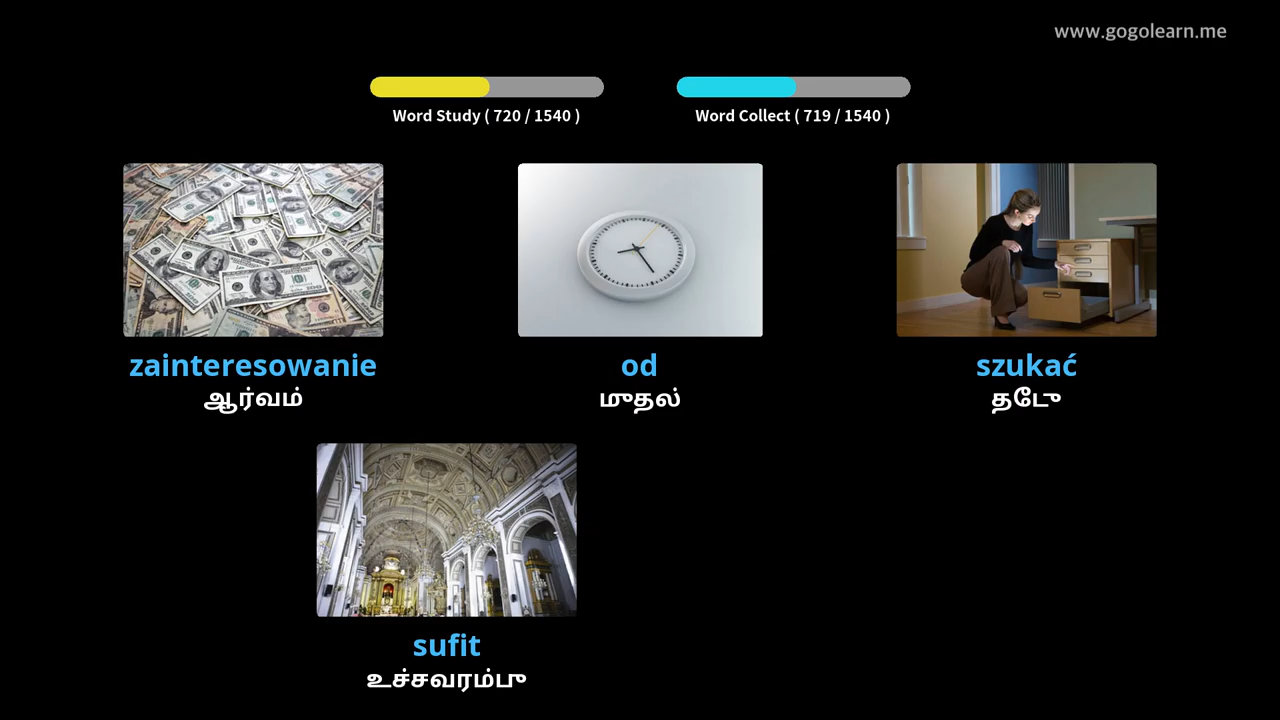 www.gogolearn.me
Word Study ( 720 / 1540 )
Word Collect ( 719 / 1540 )
zainteresowanie
ஆர்வம்
od
முதல்
szukać
தேடு
sufit
உச்சவரம்பு